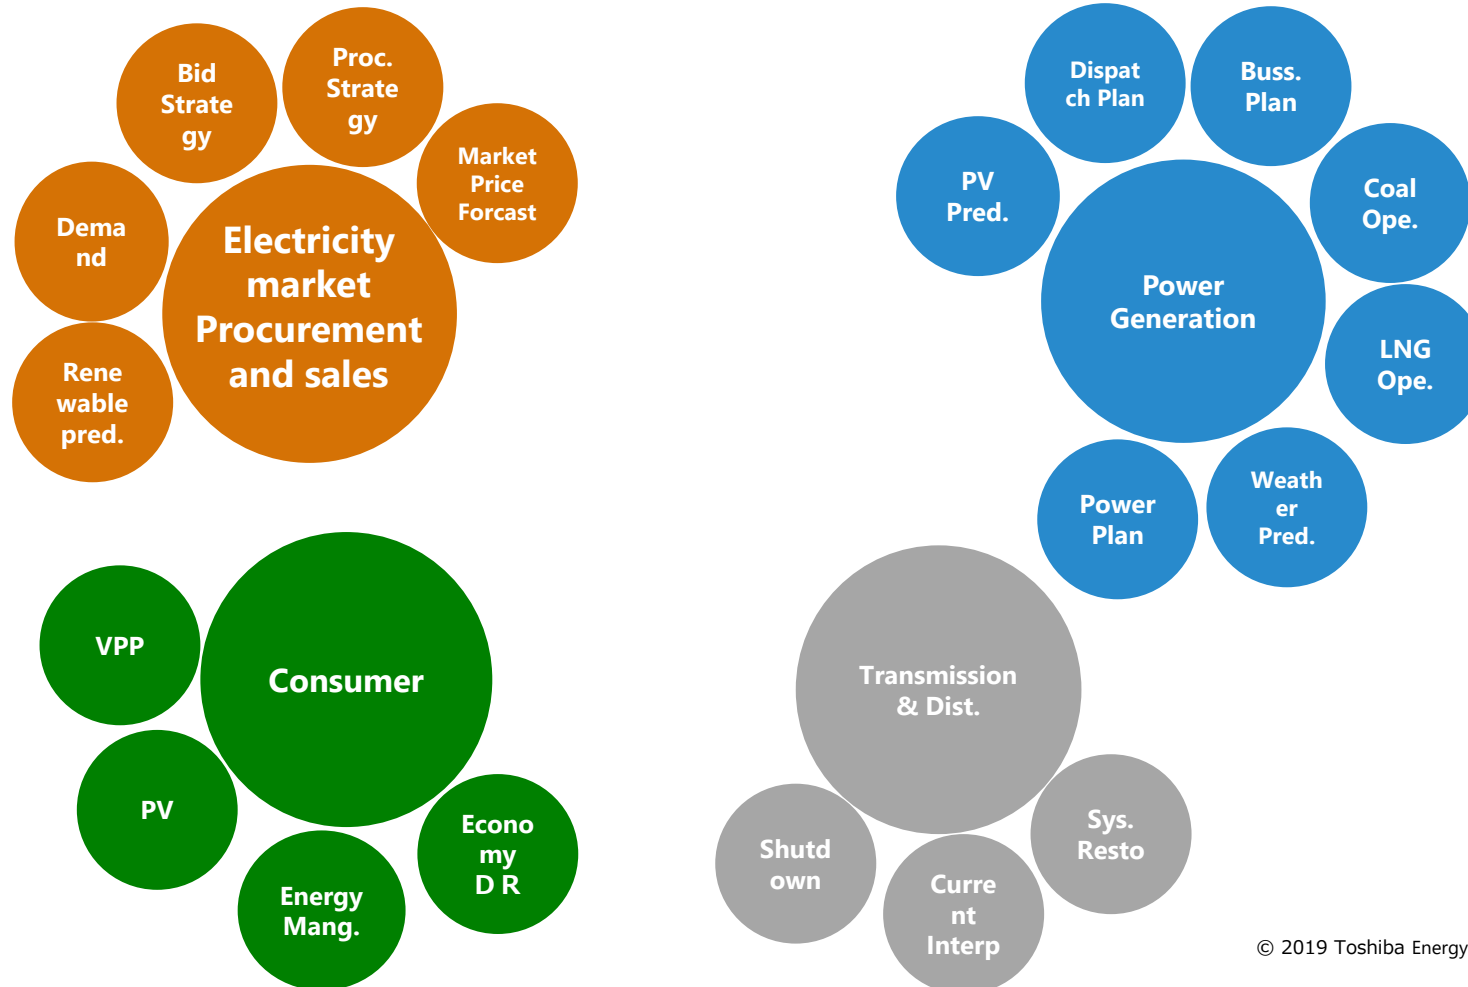 Bid
Strate
gy
Proc.
Strate
gy
Market
Price
Forcast
Dema
nd
Rene
wable
pred.
Electricity
market
Procurement
and sales
Dispat
ch Plan
Buss.
Plan
PV
Pred.
Coal
Ope.
Power
Generation
LNG
Ope.
Power
Plan
Weath
er
Pred.
VPP
Consumer
PV
Energy
Mang.
Econo
my
D R
Transmission
& Dist.
Shutd
own
Curre
nt
Interp
Sys.
Resto
© 2019 Toshiba Energy